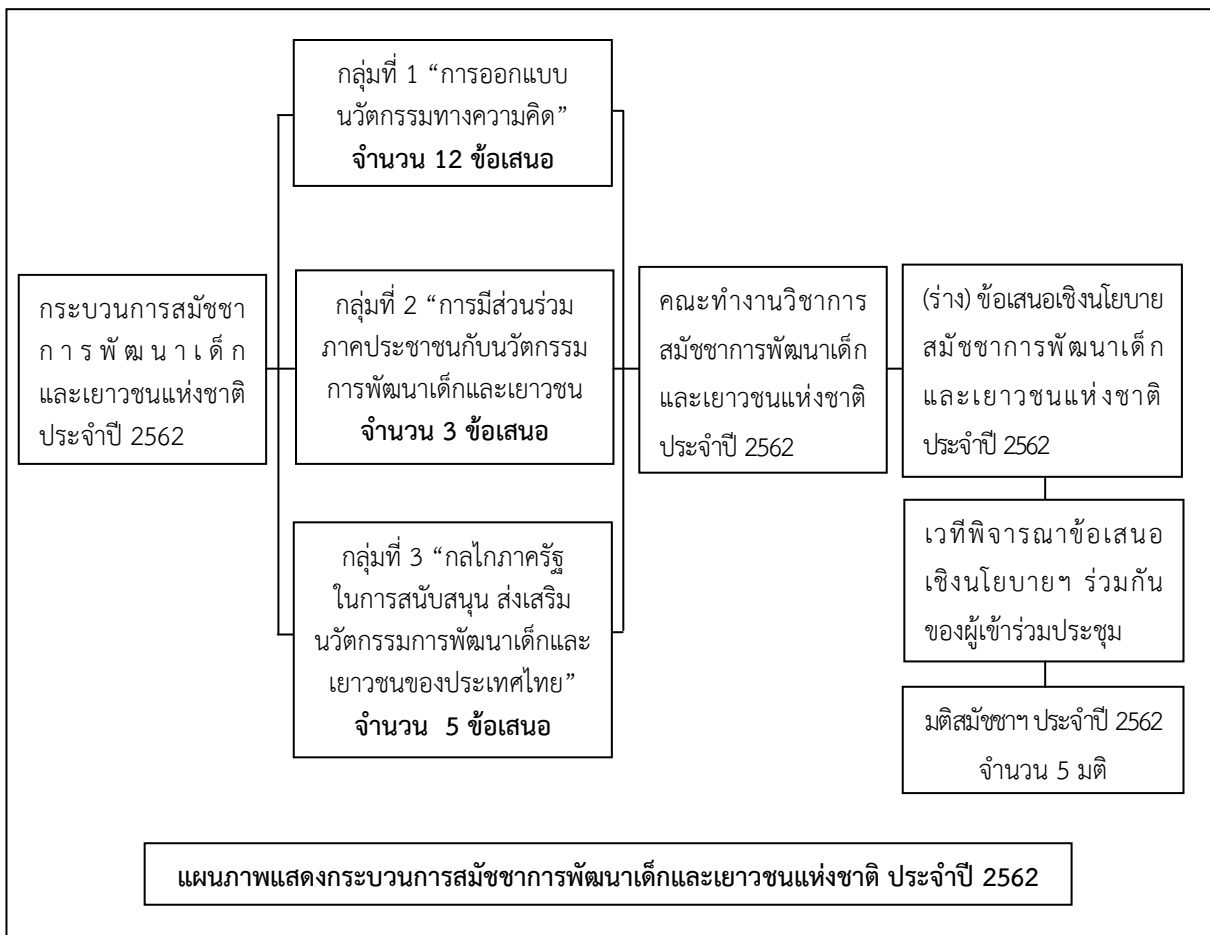 กระบวนการสมัชชา
การพัฒนาเด็ก
และเยาวชนแห่งชาติ
ประจำปี 2562
กลุ่มที่ 1 “การออกแบบ
นวัตกรรมทางความคิด”
จำนวน 12 ข้อเสนอ
กลุ่มที่ 2 “การมีส่วนร่วม
ภาคประชาชนกับนวัตกรรม
การพัฒนาเด็กและเยาวชน
จำนวน 3 ข้อเสนอ
กลุ่มที่ 3 “กลไกภาครัฐ
ในการสนับสนุน ส่งเสริม
นวัตกรรมการพัฒนาเด็กและ
เยาวชนของประเทศไทย”
จำนวน 5 ข้อเสนอ
คณะทำงานวิชาการ
สมัชชาการพัฒนาเด็ก
และเยาวชนแห่งชาติ
ประจำปี 2562
(ร่าง) ข้อเสนอเชิงนโยบาย
สมัชชาการพัฒนาเด็ก
และเยาวชนแห่งชาติ
ประจำปี 2562
เวทีพิจารณาข้อเสนอ
เชิงนโยบายฯ ร่วมกัน
ของผู้เข้าร่วมประชุม
มติสมัชชาฯ ประจำปี 2562
จำนวน 5 มติ
แผนภาพแสดงกระบวนการสมัชชาการพัฒนาเด็กและเยาวชนแห่งชาติ ประจำปี 2562